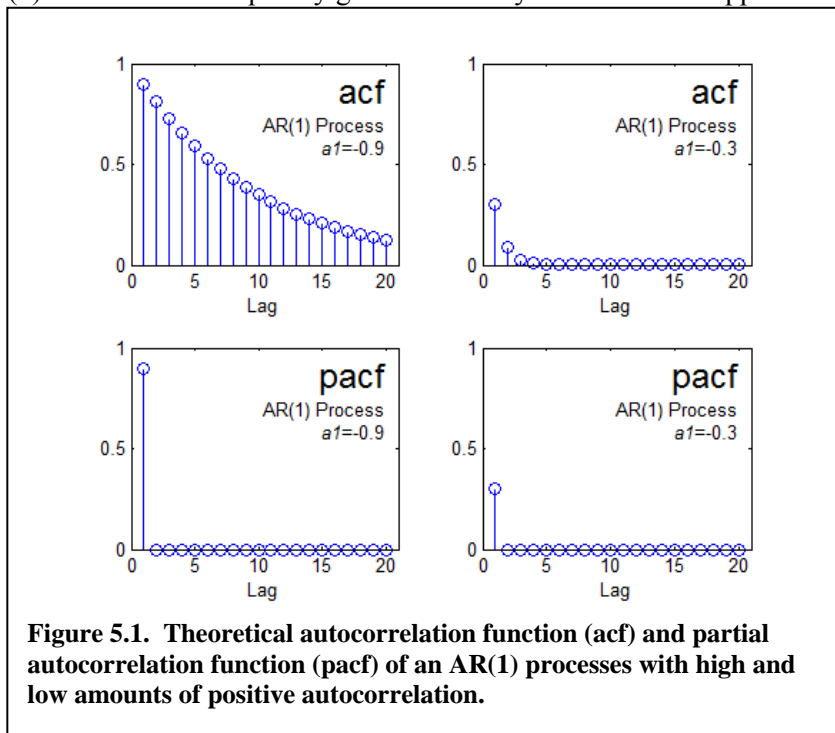 1
acf
AR(1) Process
a1=-0.9
0.5
0
0 5 10 15 20
Lag
1
acf
AR(1) Process
a1=-0.3
0.5
0
0 5 10 15 20
Lag
1
pacf
AR(1) Process
a1=-0.9
0.5
0
0 5 10 15 20
Lag
1
pacf
AR(1) Process
a1=-0.3
0.5
0
0 5 10 15 20
Lag
Figure 5.1. Theoretical autocorrelation function (acf) and partial
autocorrelation function (pacf) of an AR(1) processes with high and
low amounts of positive autocorrelation.